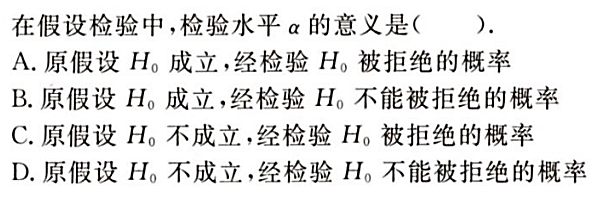 在假设检验中,检验水平 α 的意义是(  ).
A. 原假设 H₀ 成立,经检验 H₀ 被拒绝的概率
B. 原假设 H₀ 成立,经检验 H₀ 不能被拒绝的概率
C. 原假设 H₀ 不成立,经检验 H₀ 被拒绝的概率
D. 原假设 H₀ 不成立,经检验 H₀ 不能被拒绝的概率